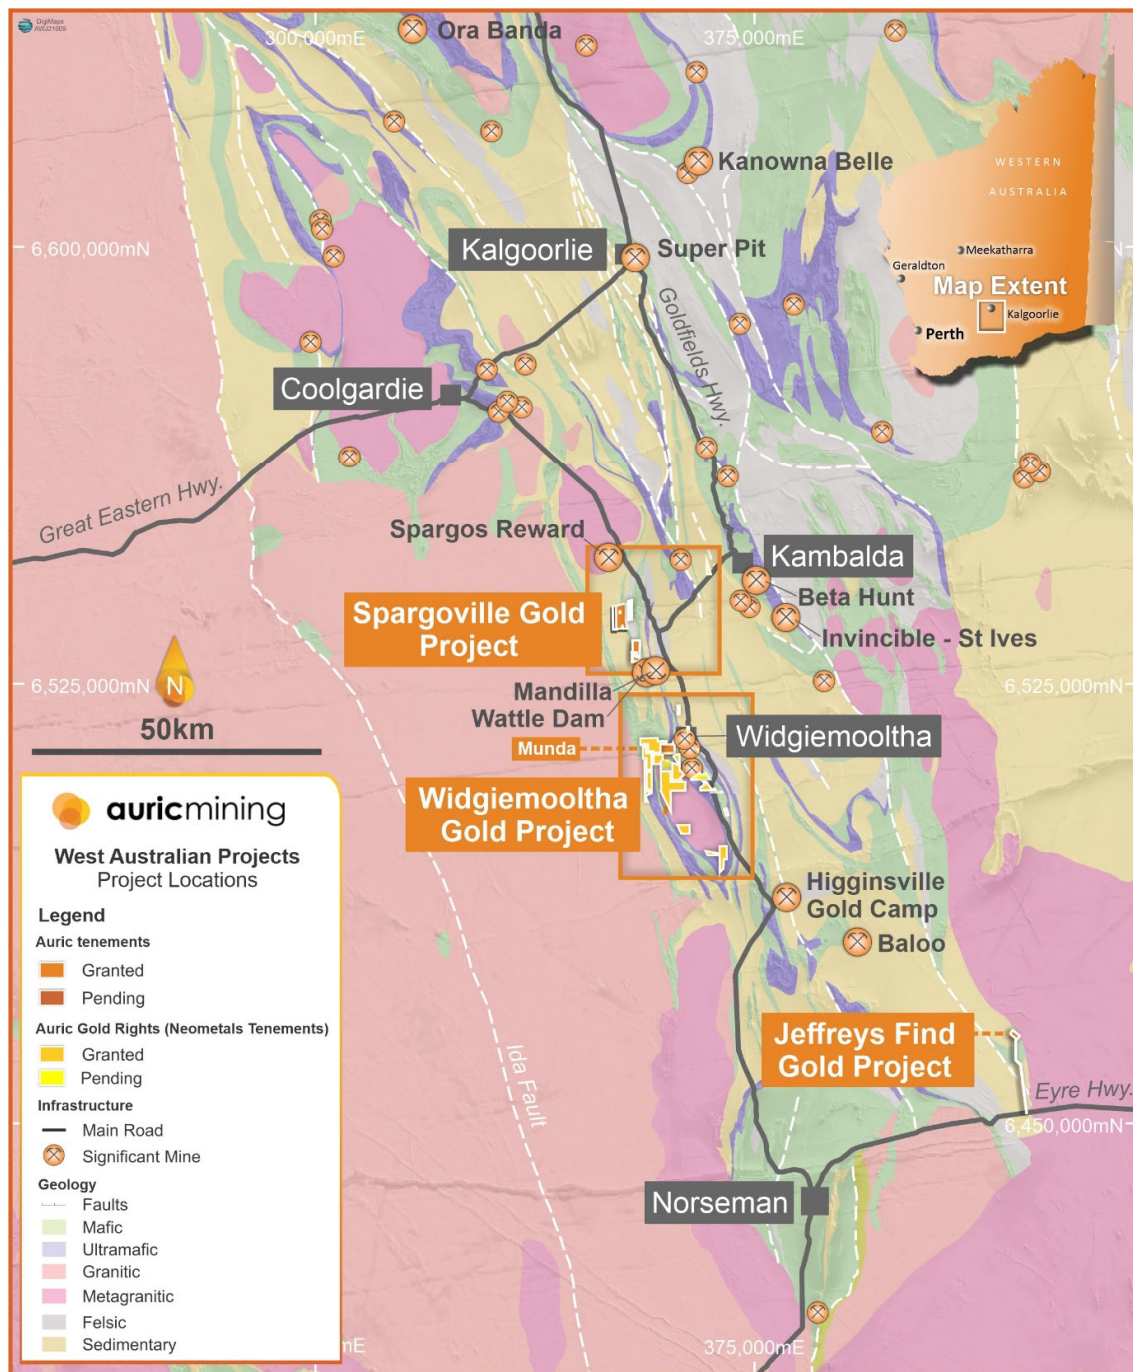 DigiMaps
300,000mE
375,000mE
Ora Banda
Kanowna Belle
WESTERN
AUSTRALIA
6,600,000mN
Kalgoorlie
Super Pit
Meekatharra
Geraldton
Map Extent
Kalgoorlie
Perth
Goldfields Hwy.
Coolgardie
Great Eastern Hwy.
Spargos Reward
Kambalda
Beta Hunt
Spargoville Gold
Project
Invincible - St Ives
N
6,525,000mN
6,525,000mN
50km
Mandilla
Wattle Dam
Widgiemooltha
Munda
Widgiemooltha
Gold Project
auricmining
West Australian Projects
Project Locations
Legend
Auric tenements
Granted
Pending
Auric Gold Rights (Neometals Tenements)
Granted
Pending
Infrastructure
Main Road
Significant Mine
Geology
Faults
Mafic
Ultramafic
Granitic
Metagranitic
Felsic
Sedimentary
Higginsville
Gold Camp
Baloo
Jeffreys Find
Gold Project
Ida Fault
Eyre Hwy.
6,450,000mN
Norseman
mE
375,000mE